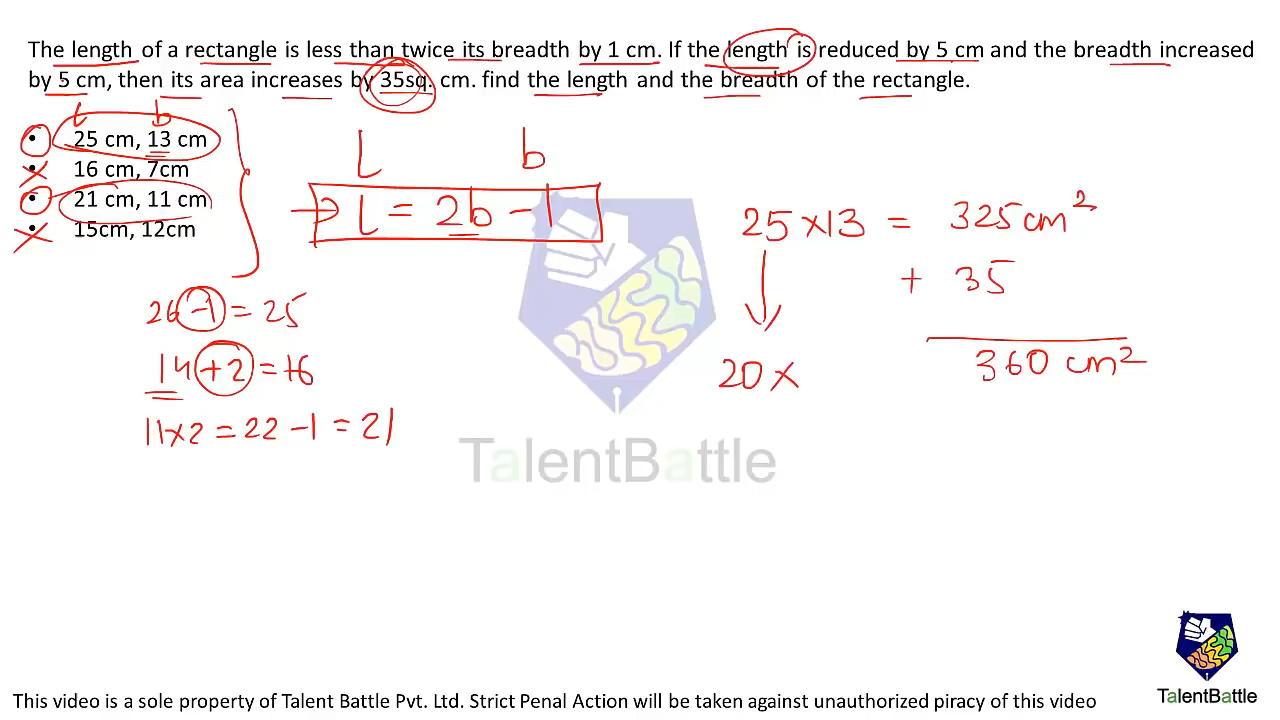 The length of a rectangle is less than twice its breadth by 1 cm. If the length is reduced by 5 cm and the breadth increased
by 5 cm, then its area increases by 35sq. cm. find the length and the breadth of the rectangle.
l b
• 25 cm, 13 cm
• 16 cm, 7cm
• 21 cm, 11 cm
• 15cm, 12cm
L b
L = 2b - 1
25 × 13 = 325 cm²
+ 35
360 cm²
20 ×
26 - 1 = 25
14 + 2 = 16
11 × 2 = 22 - 1 = 21
TalentBattle
TalentBattle
This video is a sole property of Talent Battle Pvt. Ltd. Strict Penal Action will be taken against unauthorized piracy of this video